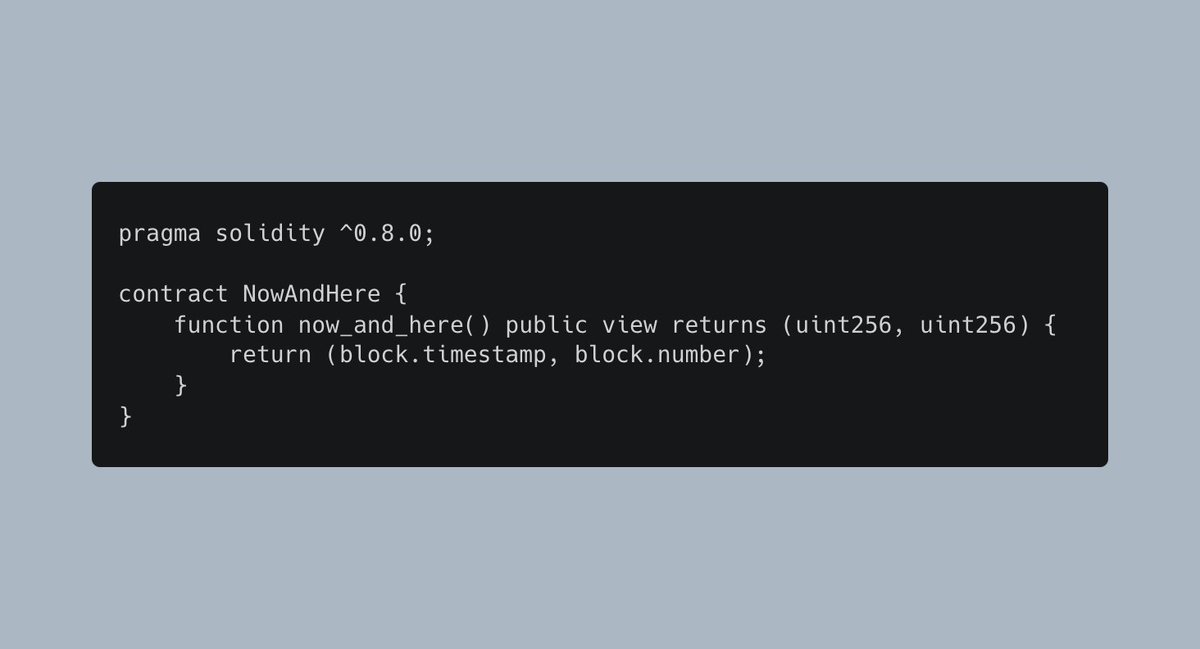 pragma solidity ^0.8.0;

contract NowAndHere {
    function now_and_here() public view returns (uint256, uint256) {
        return (block.timestamp, block.number);
    }
}